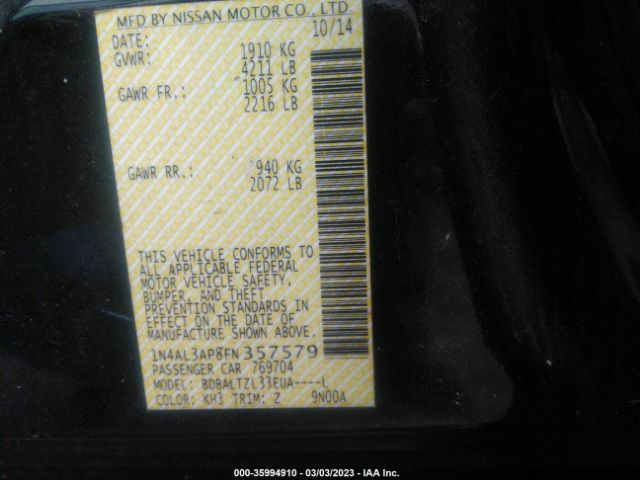 MFD BY NISSAN MOTOR CO., LTD
DATE: 10/14
GVWR: 1910 KG
4211 LB
GAWR FR.: 1005 KG
2216 LB
GAWR RR.: 940 KG
2072 LB
THIS VEHICLE CONFORMS TO
ALL APPLICABLE FEDERAL
MOTOR VEHICLE SAFETY,
BUMPER, AND THEFT
PREVENTION STANDARDS IN
EFFECT ON THE DATE OF
MANUFACTURE SHOWN ABOVE.
1N4AL3AP8FN357579
PASSENGER CAR 769704
MODEL: BDBALTZL33EUA----L
COLOR: KH3 TRIM: Z 9N00A
000-35994910 - 03/03/2023 - IAA Inc.